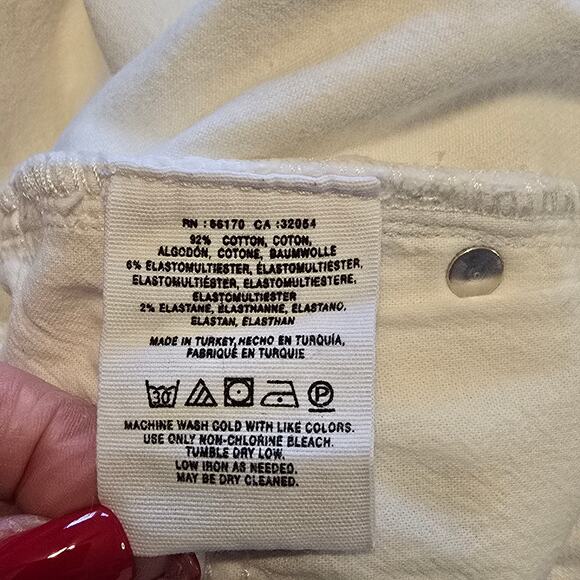 RN : 66170 CA : 32054
92% COTTON, COTON,
ALGODÓN, COTONE, BAUMWOLLE
6% ELASTOMULTIESTER, ÉLASTOMULTIESTER,
ELASTOMULTIÉSTER, ELASTOMULTIESTERE,
ELASTOMULTIESTER
2% ELASTANE, ÉLASTHANNE, ELASTANO,
ELASTAN, ELASTHAN
MADE IN TURKEY, HECHO EN TURQUÍA,
FABRIQUÉ EN TURQUIE
30 P
MACHINE WASH COLD WITH LIKE COLORS.
USE ONLY NON-CHLORINE BLEACH.
TUMBLE DRY LOW.
LOW IRON AS NEEDED.
MAY BE DRY CLEANED.